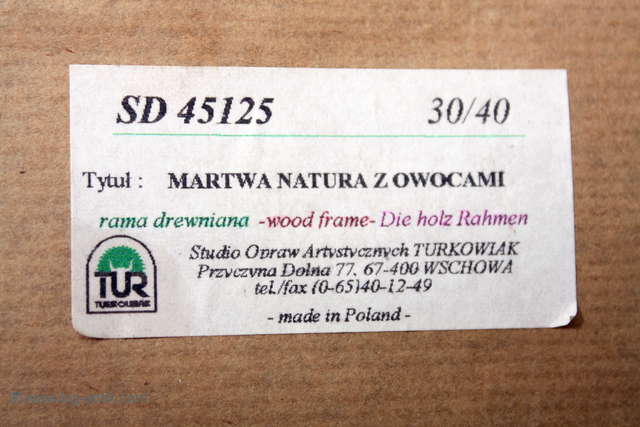 SD 45125 30/40
Tytuł : MARTWA NATURA Z OWOCAMI
rama drewniana -wood frame- Die holz Rahmen
Studio Opraw Artystycznych TURKOWIAK
Przyczyna Dolna 77, 67-400 WSCHOWA
tel./fax (0-65)40-12-49
- made in Poland -
TUR
TURKOWIAK